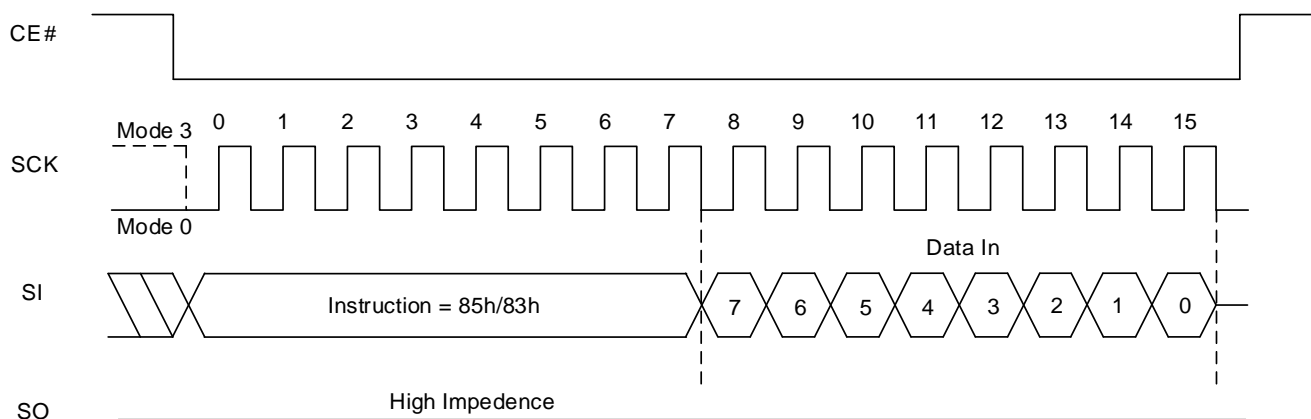 CE#
0 1 2 3 4 5 6 7 8 9 10 11 12 13 14 15
Mode 3
SCK
Mode 0
Data In
SI
Instruction = 85h/83h
7 6 5 4 3 2 1 0
High Impedence
SO